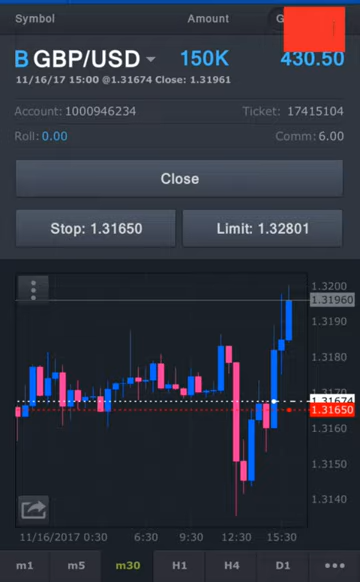 Symbol Amount G
B GBP/USD 150K 430.50
11/16/17 15:00 @1.31674 Close: 1.31961
Account: 1000946234 Ticket: 17415104
Roll: 0.00 Comm: 6.00
Close
Stop: 1.31650 Limit: 1.32801
1.3200
1.31960
1.3190
1.3180
1.3170
1.31674
1.31650
1.3160
1.3150
1.3140
11/16/2017 0:30 6:30 9:30 12:30 15:30
m1 m5 m30 H1 H4 D1